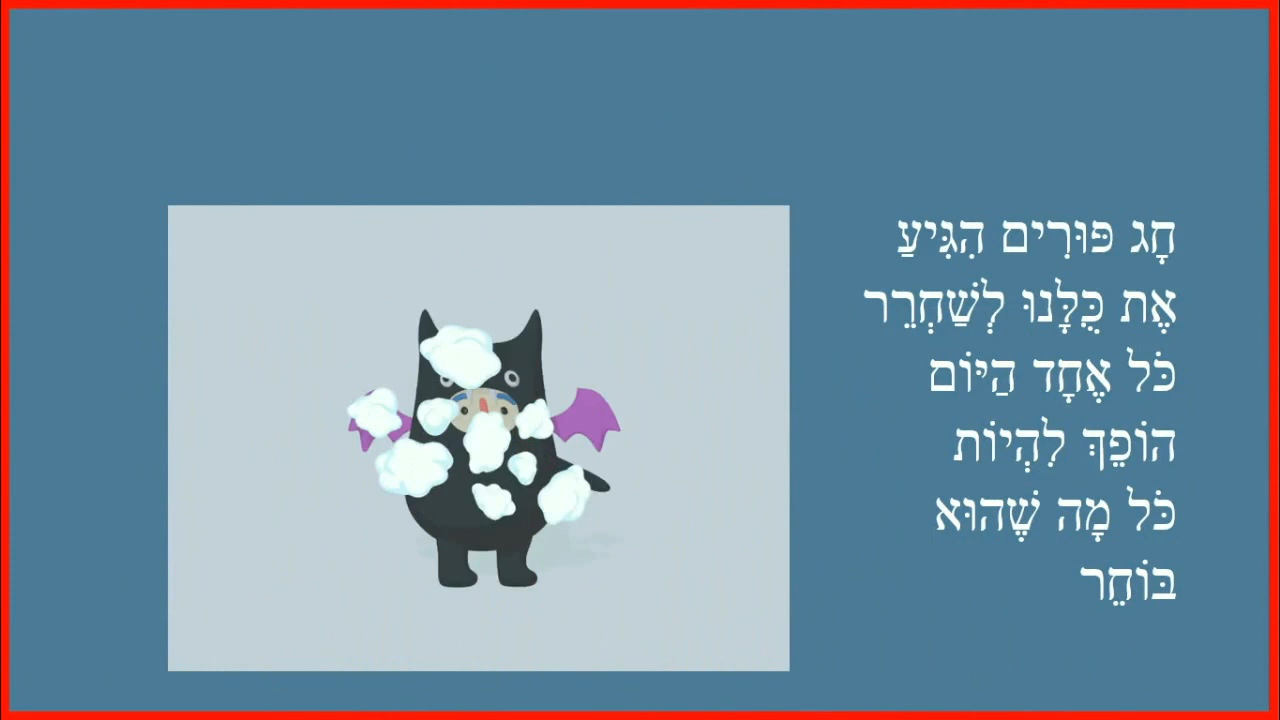 חָג פּוּרִים הִגִּיעַ
אֶת כֻּלָּנוּ לְשַׁחְרֵר
כֹּל אֶחָד הַיּוֹם
הוֹפֵךְ לִהְיוֹת
כֹּל מָה שֶׁהוּא
בּוֹחֵר